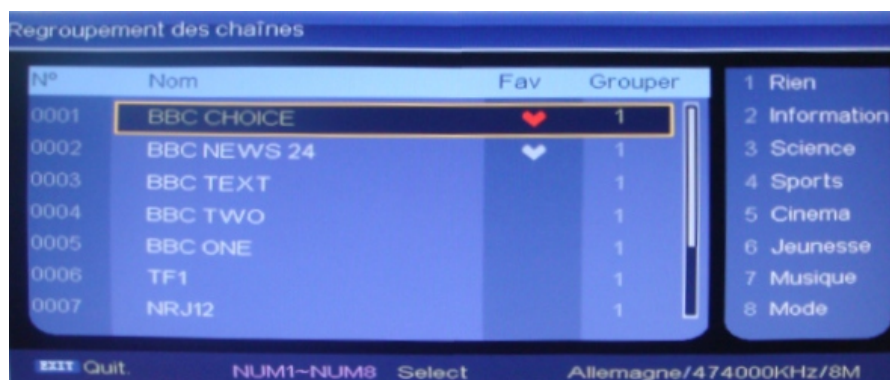 Regroupement des chaînes
N° Nom Fav Grouper
0001 BBC CHOICE 1
0002 BBC NEWS 24 1
0003 BBC TEXT 1
0004 BBC TWO 1
0005 BBC ONE 1
0006 TF1 1
0007 NRJ12 1
1 Rien
2 Information
3 Science
4 Sports
5 Cinema
6 Jeunesse
7 Musique
8 Mode
EXIT Quit. NUM1~NUM8 Select Allemagne/474000KHz/8M